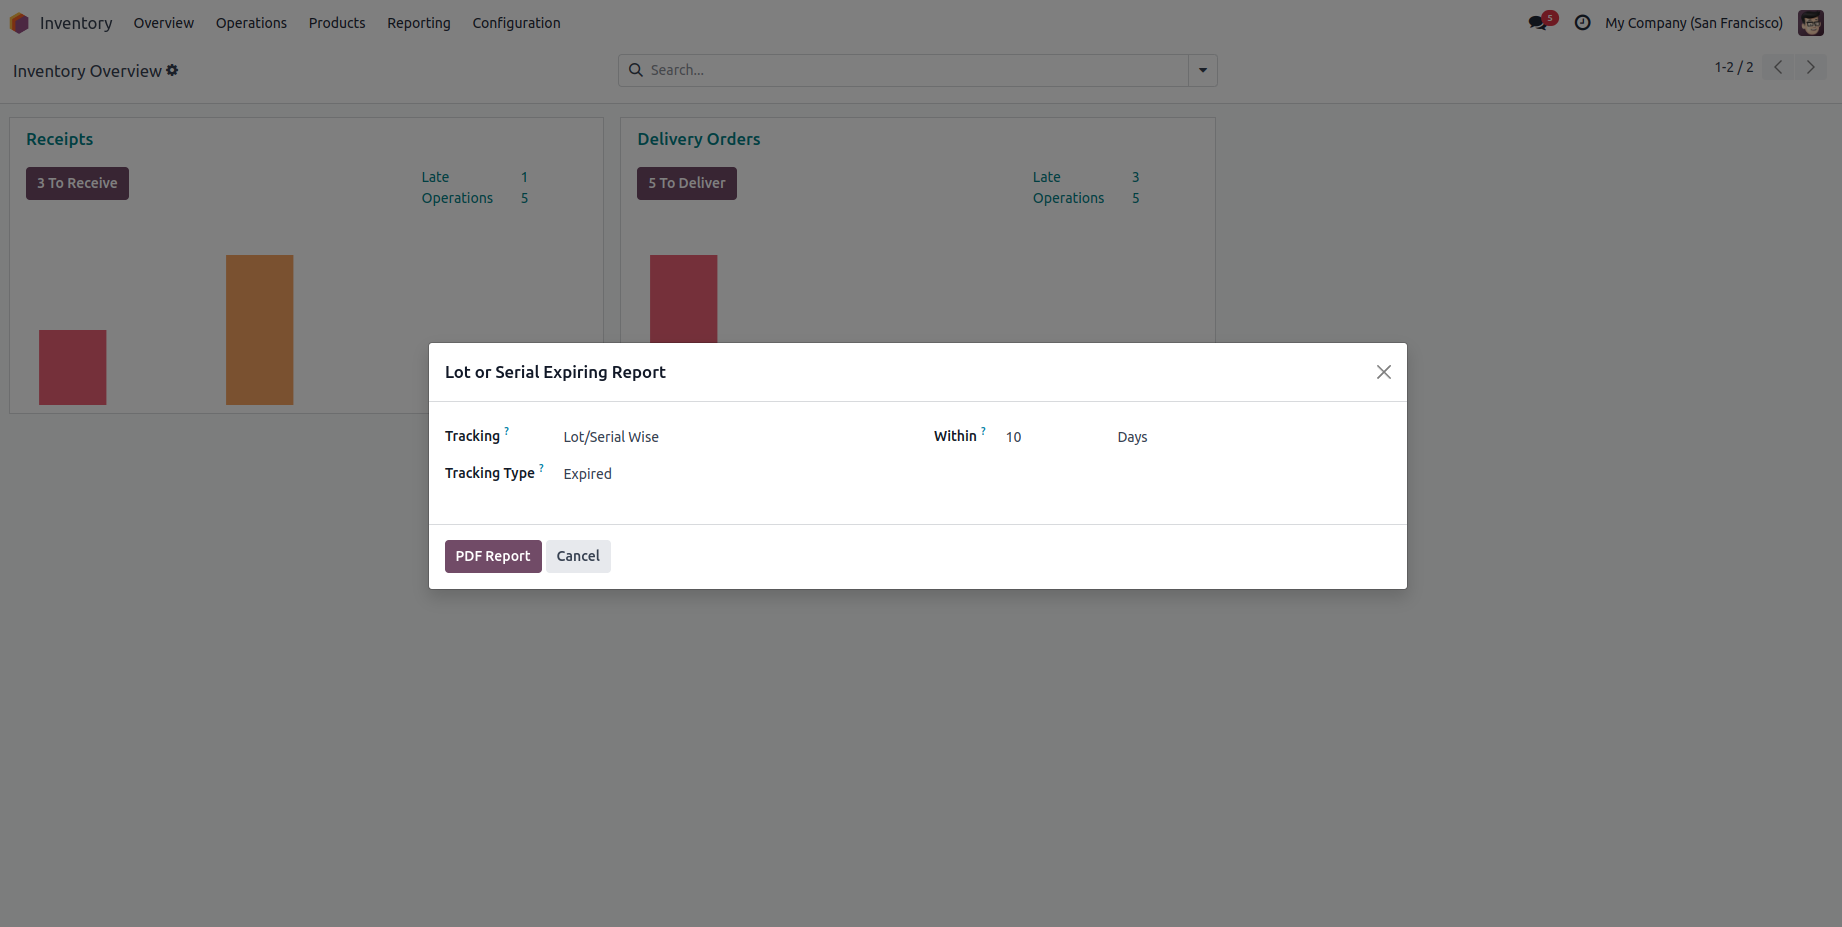 Inventory Overview Operations Products Reporting Configuration 5 My Company (San Francisco)
Inventory Overview Search... 1-2 / 2
Receipts
3 To Receive
Late 1
Operations 5
Delivery Orders
5 To Deliver
Late 3
Operations 5
Lot or Serial Expiring Report
Tracking ? Lot/Serial Wise Within ? 10 Days
Tracking Type ? Expired
PDF Report Cancel